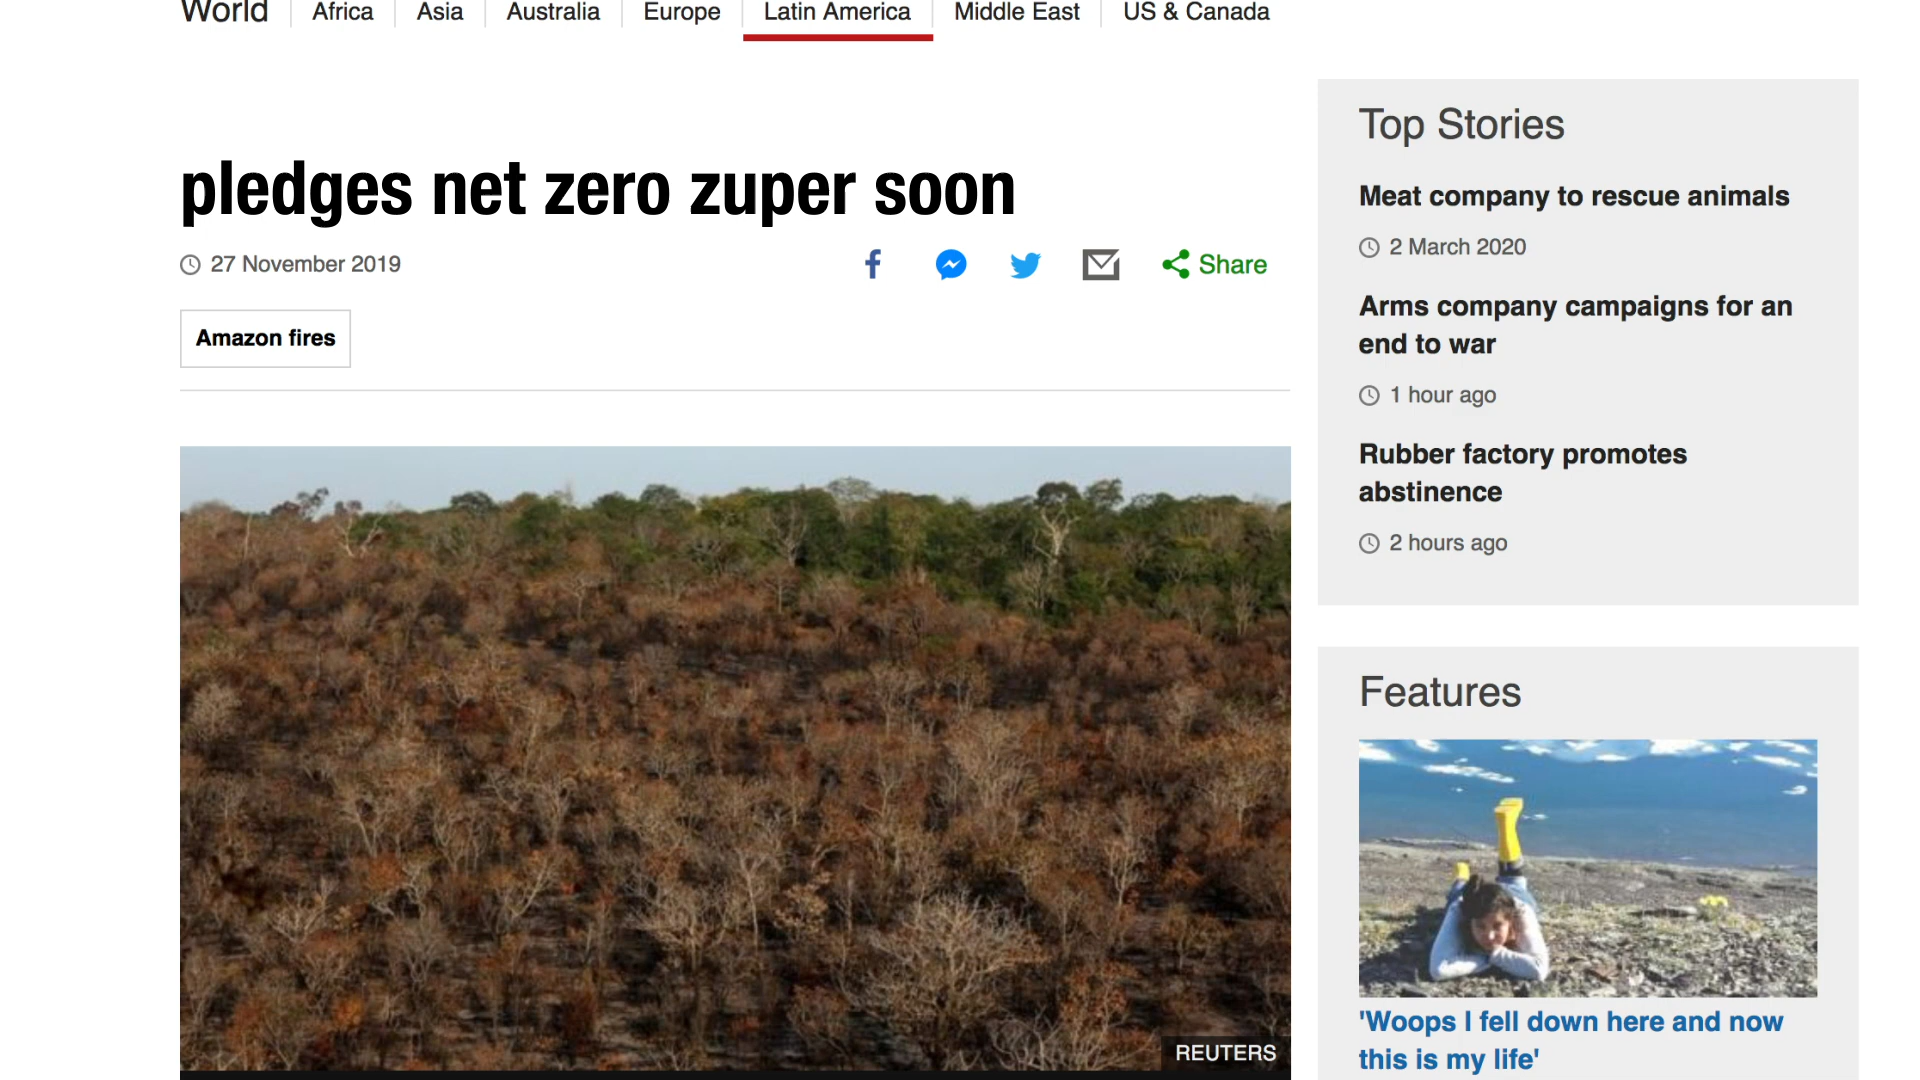 World
Africa
Asia
Australia
Europe
Latin America
Middle East
US & Canada
pledges net zero zuper soon
27 November 2019
Share
Amazon fires
REUTERS
Top Stories
Meat company to rescue animals
2 March 2020
Arms company campaigns for an
end to war
1 hour ago
Rubber factory promotes
abstinence
2 hours ago
Features
'Woops I fell down here and now
this is my life'